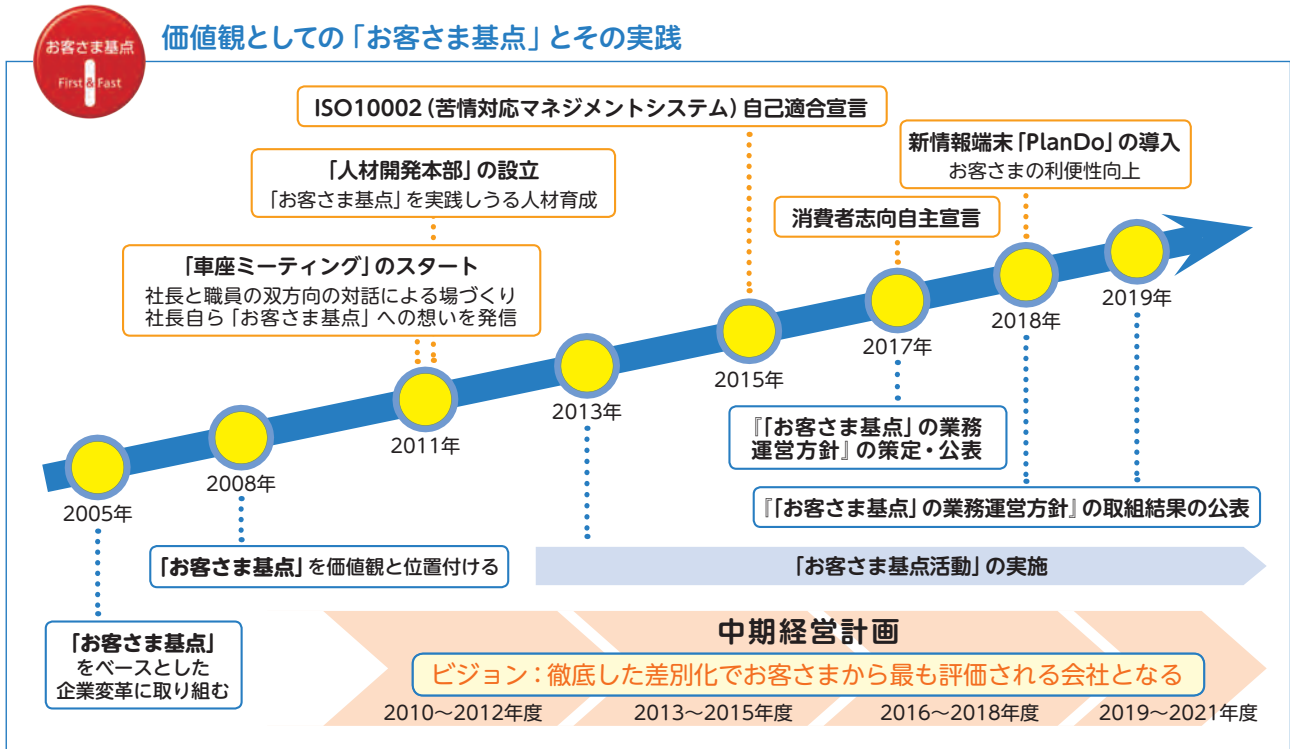 お客さま基点
First & Fast
価値観としての「お客さま基点」とその実践
ISO10002(苦情対応マネジメントシステム)自己適合宣言
新情報端末「PlanDo」の導入
お客さまの利便性向上
「人材開発本部」の設立
「お客さま基点」を実践しうる人材育成
消費者志向自主宣言
「車座ミーティング」のスタート
社長と職員の双方向の対話による場づくり
社長自ら「お客さま基点」への想いを発信
2005年
2008年
2011年
2013年
2015年
2017年
2018年
2019年
『「お客さま基点」の業務
運営方針』の策定・公表
『「お客さま基点」の業務運営方針』の取組結果の公表
「お客さま基点」を価値観と位置付ける
「お客さま基点活動」の実施
「お客さま基点」
をベースとした
企業変革に取り組む
中期経営計画
ビジョン:徹底した差別化でお客さまから最も評価される会社となる
2010〜2012年度
2013〜2015年度
2016〜2018年度
2019〜2021年度